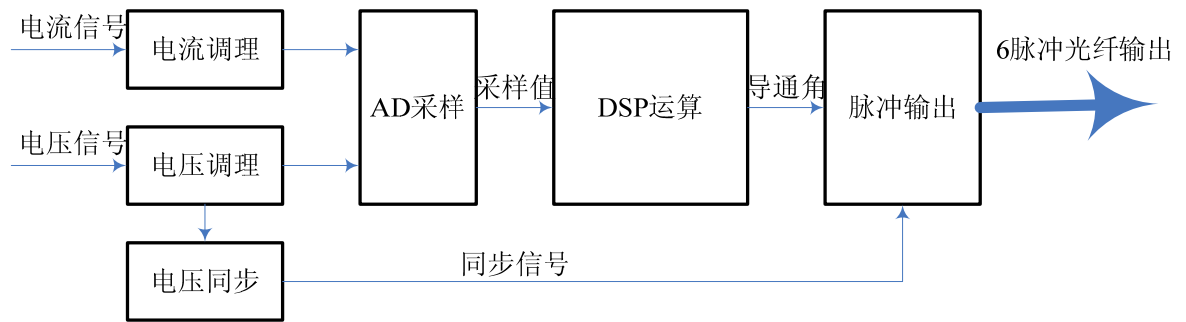 电流信号
电流调理
AD采样
采样值
DSP运算
导通角
脉冲输出
6脉冲光纤输出
电压信号
电压调理
电压同步
同步信号